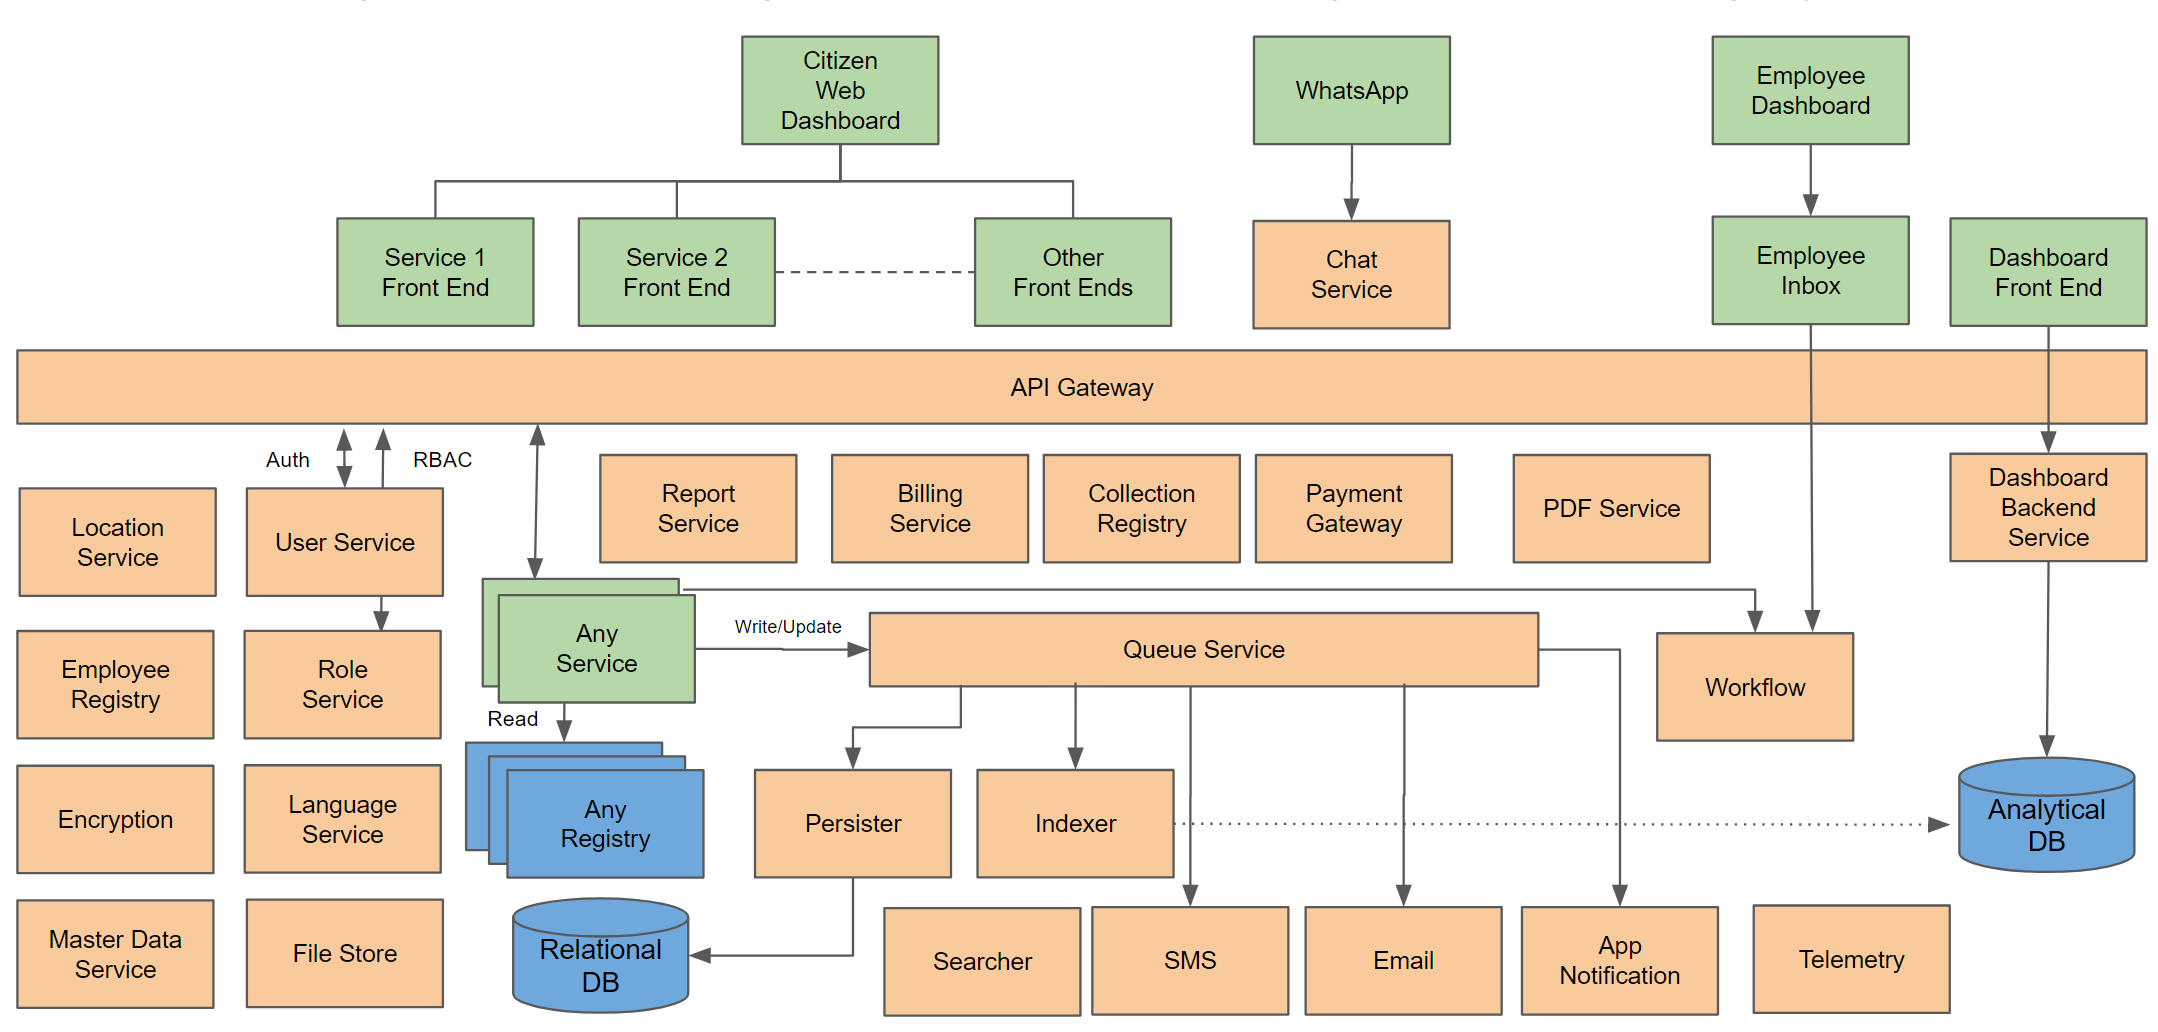 Citizen
Web
Dashboard
WhatsApp
Employee
Dashboard
Service 1
Front End
Service 2
Front End
Other
Front Ends
Chat
Service
Employee
Inbox
Dashboard
Front End
API Gateway
Auth
RBAC
Location
Service
User Service
Report
Service
Billing
Service
Collection
Registry
Payment
Gateway
PDF Service
Dashboard
Backend
Service
Employee
Registry
Role
Service
Any
Service
Write/Update
Queue Service
Workflow
Read
Encryption
Language
Service
Any
Registry
Persister
Indexer
Analytical
DB
Master Data
Service
File Store
Relational
DB
Searcher
SMS
Email
App
Notification
Telemetry